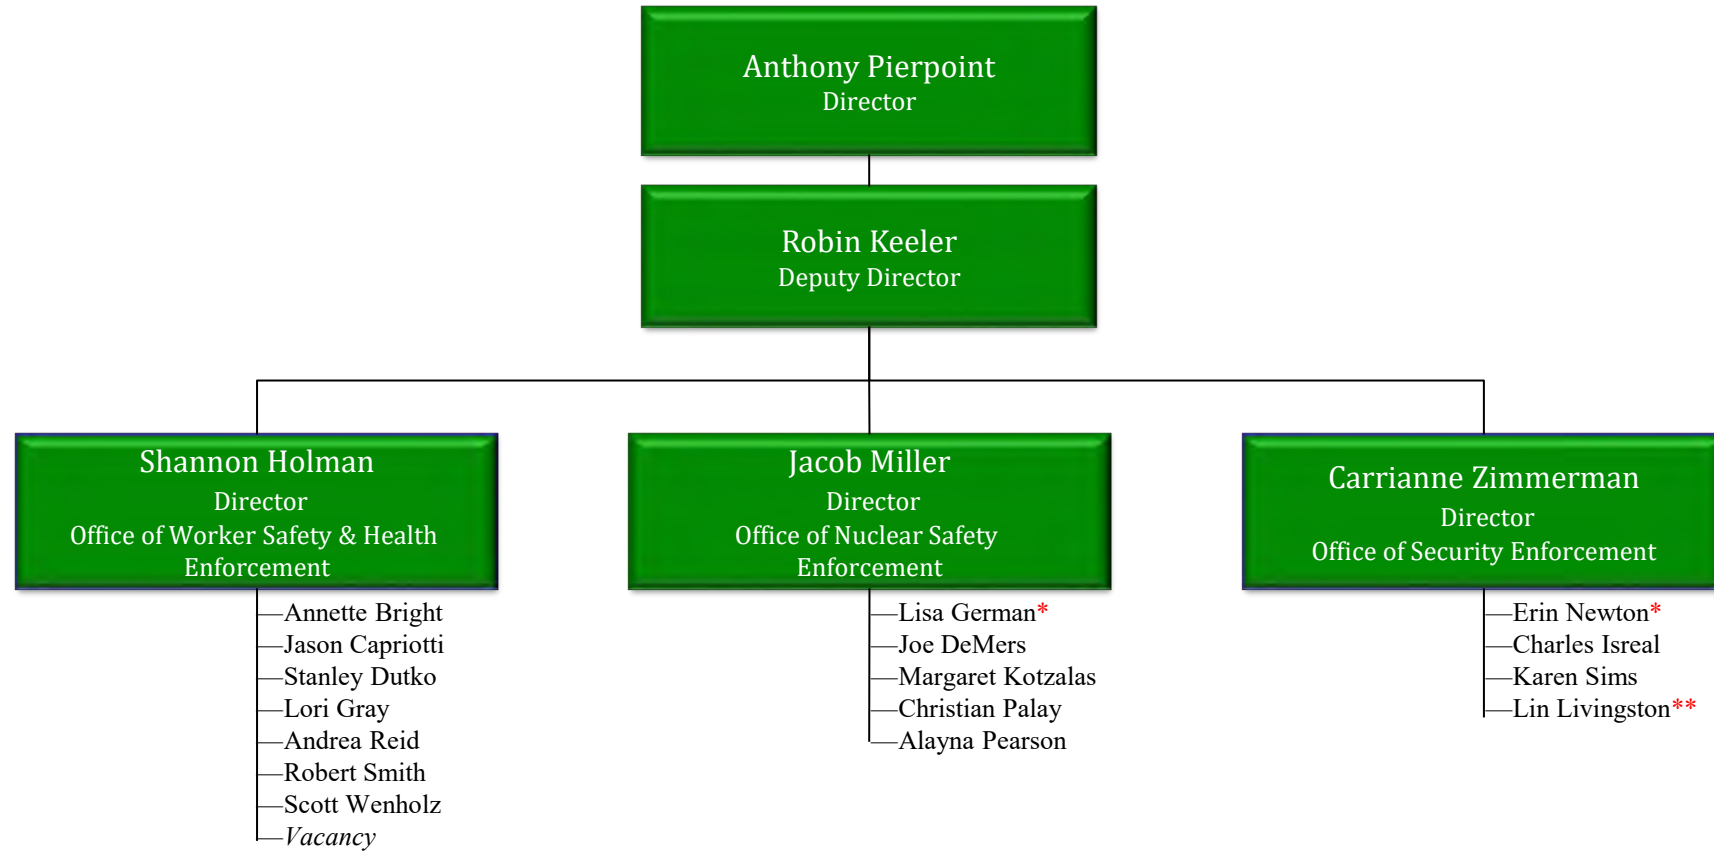 Anthony Pierpoint
Director
Robin Keeler
Deputy Director
Shannon Holman
Director
Office of Worker Safety & Health
Enforcement
Annette Bright
Jason Capriotti
Stanley Dutko
Lori Gray
Andrea Reid
Robert Smith
Scott Wenholz
Vacancy
Jacob Miller
Director
Office of Nuclear Safety
Enforcement
Lisa German*
Joe DeMers
Margaret Kotzalas
Christian Palay
Alayna Pearson
Carrianne Zimmerman
Director
Office of Security Enforcement
Erin Newton*
Charles Isreal
Karen Sims
Lin Livingston**